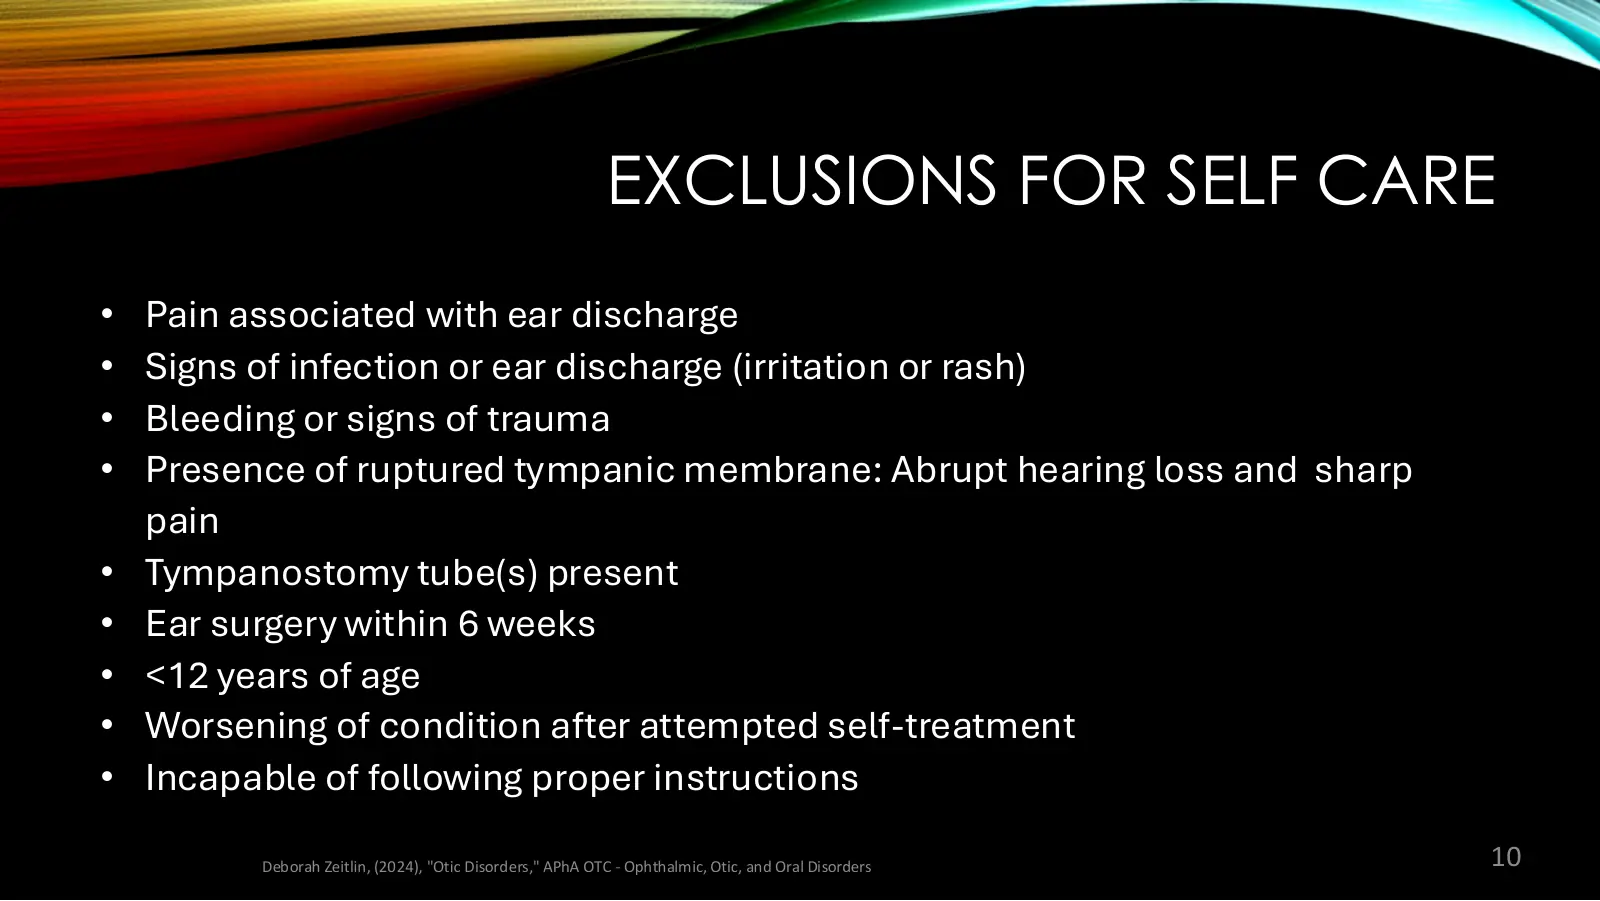 EXCLUSIONS FOR SELF CARE
• Pain associated with ear discharge
• Signs of infection or ear discharge (irritation or rash)
• Bleeding or signs of trauma
• Presence of ruptured tympanic membrane: Abrupt hearing loss and  sharp
pain
• Tympanostomy tube(s) present
• Ear surgery within 6 weeks
• <12 years of age
• Worsening of condition after attempted self-treatment
• Incapable of following proper instructions
Deborah Zeitlin, (2024), "Otic Disorders," APhA OTC - Ophthalmic, Otic, and Oral Disorders
10